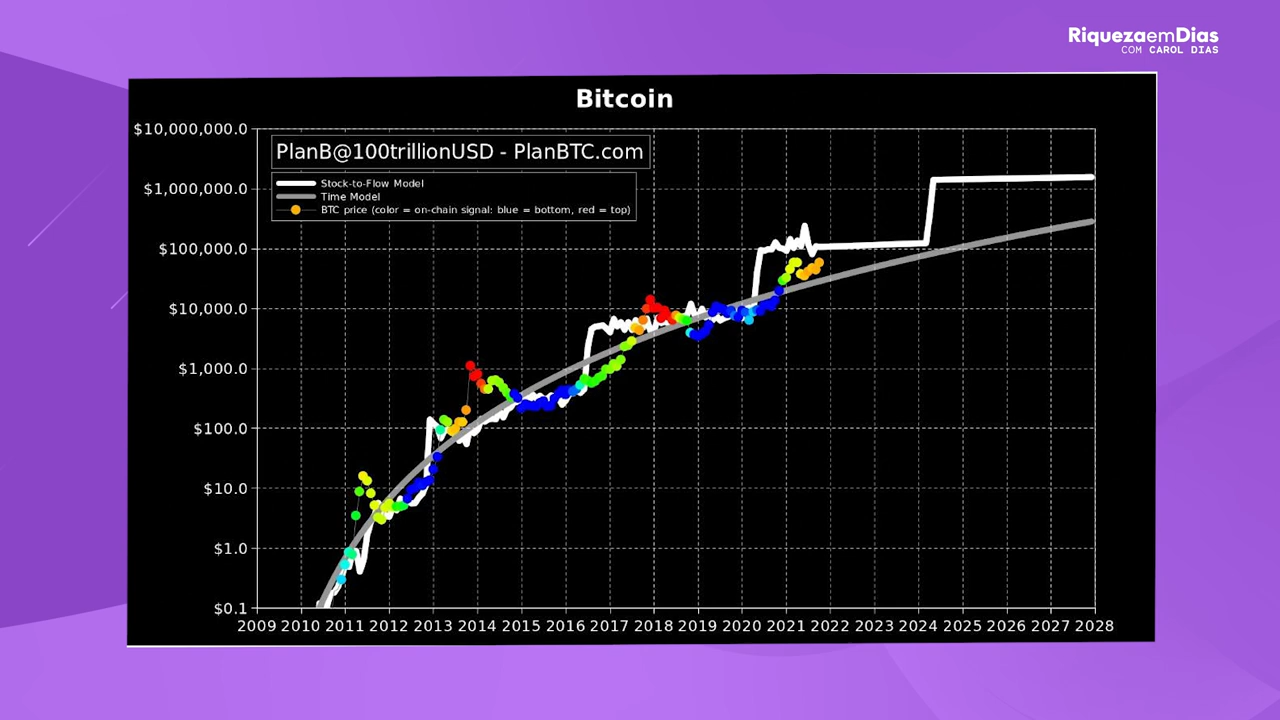 RiquezaemDias
COM CAROL DIAS
Bitcoin
$10,000,000.0
$1,000,000.0
$100,000.0
$10,000.0
$1,000.0
$100.0
$10.0
$1.0
$0.1
PlanB@100trillionUSD - PlanBTC.com
Stock-to-Flow Model
Time Model
BTC price (color = on-chain signal: blue = bottom, red = top)
2009 2010 2011 2012 2013 2014 2015 2016 2017 2018 2019 2020 2021 2022 2023 2024 2025 2026 2027 2028